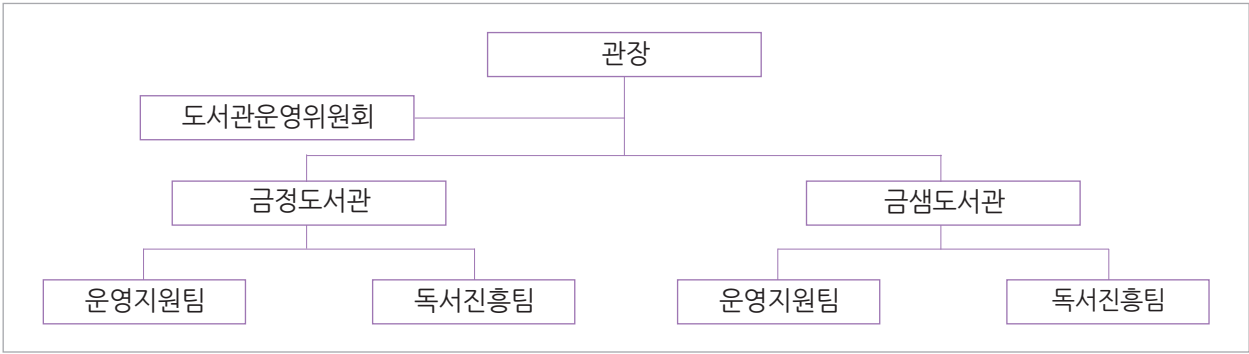 관장
도서관운영위원회
금정도서관
금샘도서관
운영지원팀
독서진흥팀
운영지원팀
독서진흥팀